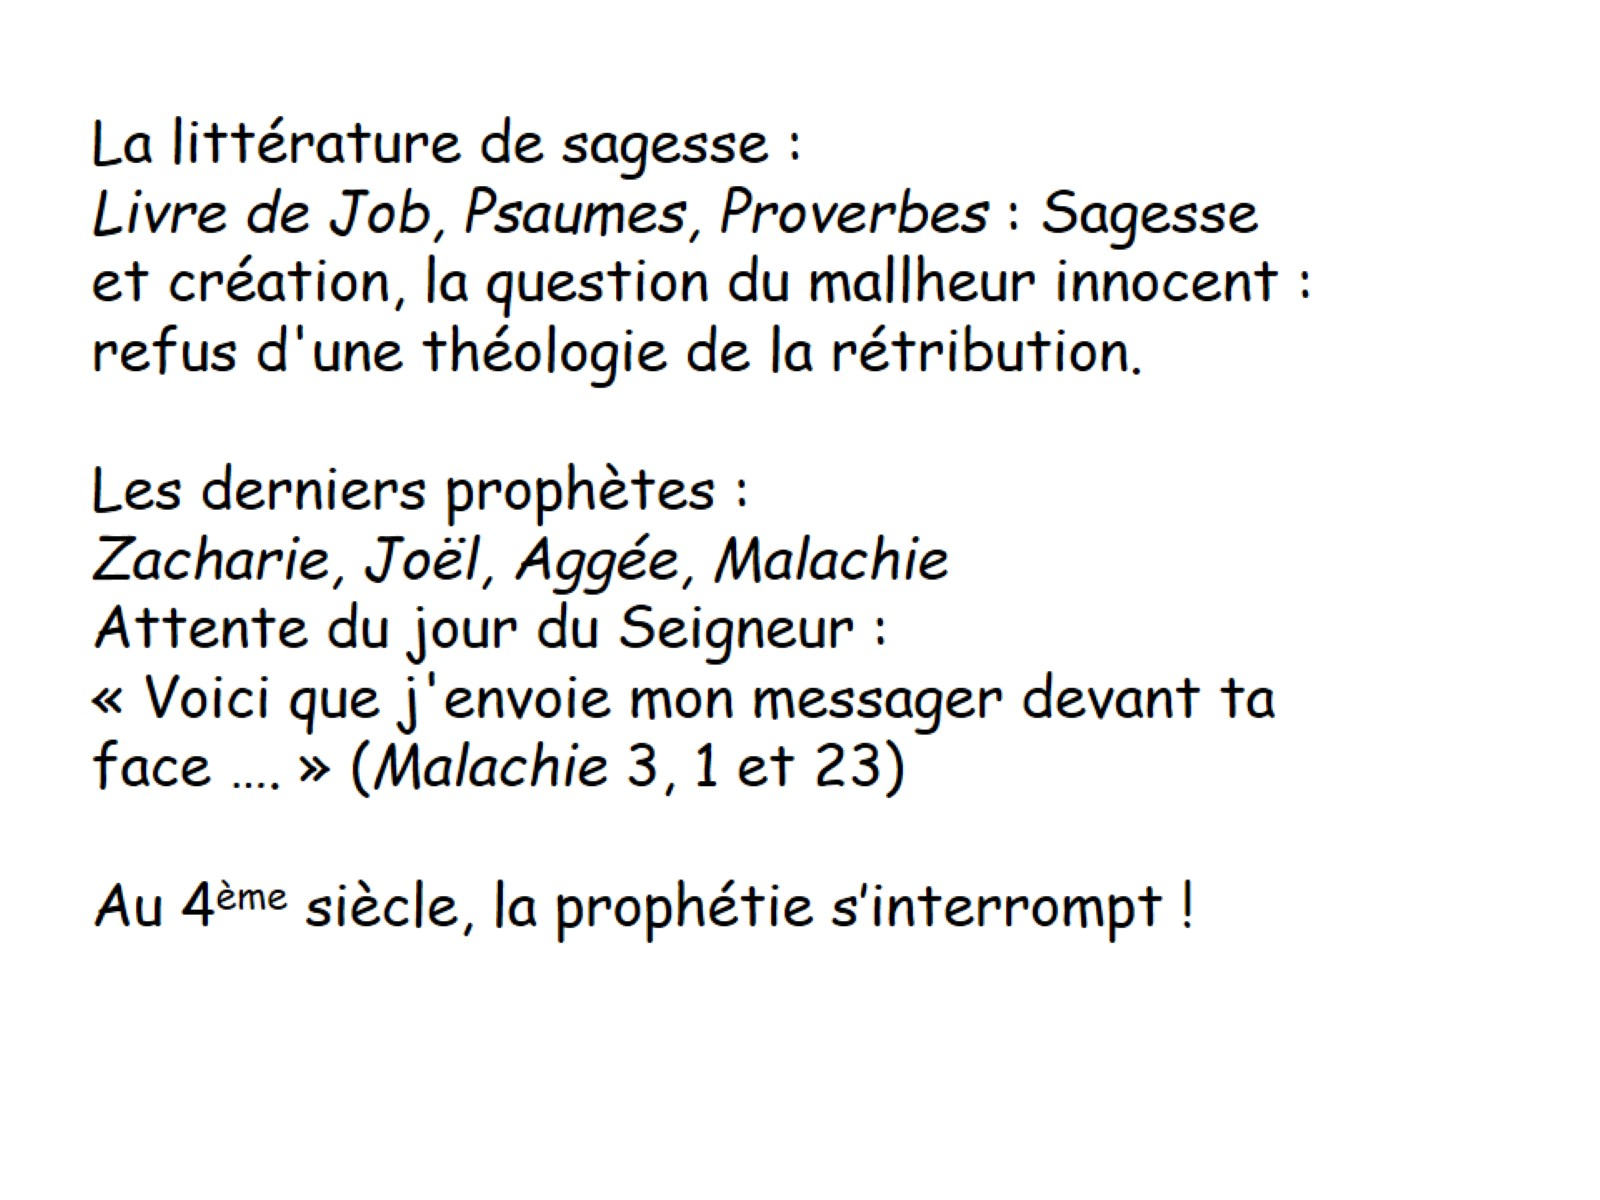 La littérature de sagesse :
Livre de Job, Psaumes, Proverbes : Sagesse
et création, la question du mallheur innocent :
refus d'une théologie de la rétribution.
Les derniers prophètes :
Zacharie, Joël, Aggée, Malachie
Attente du jour du Seigneur :
« Voici que j'envoie mon messager devant ta
face .... » (Malachie 3, 1 et 23)
Au 4ème siècle, la prophétie s’interrompt !